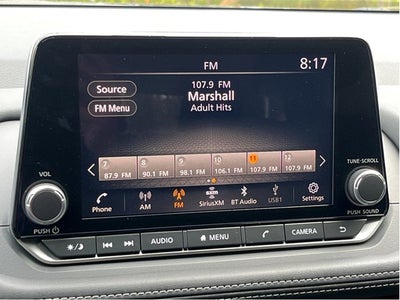 FM
8:17
Source
107.9 FM
FM Menu
Marshall
Adult Hits
7 8 9 10 11 12
87.9 FM 90.1 FM 98.1 FM 106.1 FM 107.9 FM 107.9 FM
Phone AM FM SiriusXM BT Audio USB1 Settings
VOL
TUNE·SCROLL
PUSH
PUSH SOUND
AUDIO MENU CAMERA